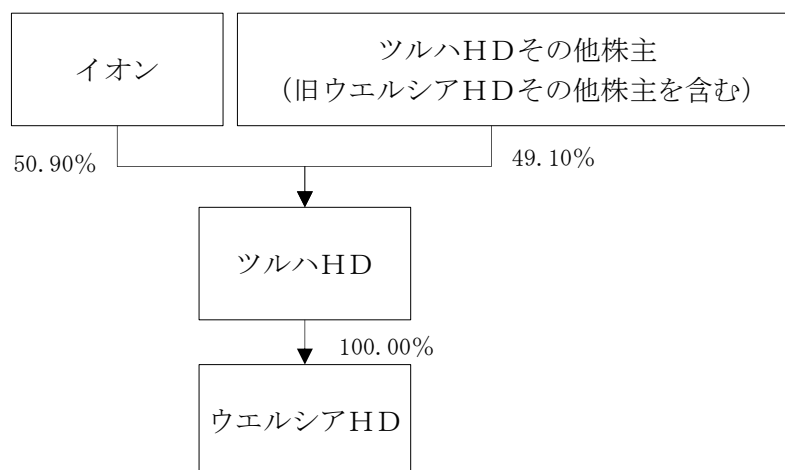 イオン
ツルハＨＤその他株主
（旧ウエルシアＨＤその他株主を含む）
50.90％
49.10％
ツルハＨＤ
100.00％
ウエルシアＨＤ